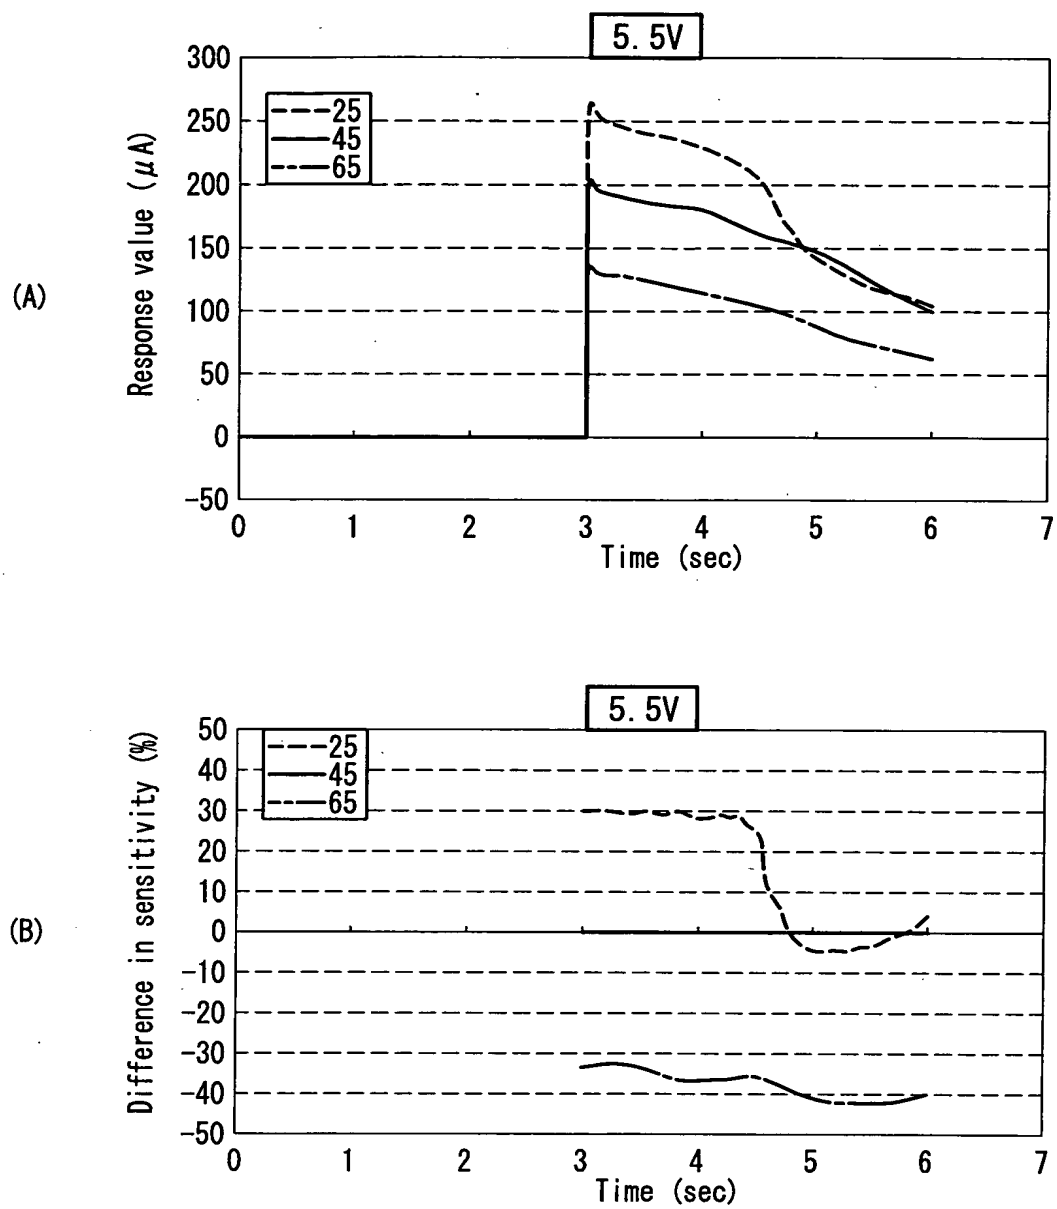 (A)
5.5V
Response value (μA)
300
250
200
150
100
50
0
-50
25
45
65
0 1 2 3 4 5 6 7
Time (sec)
(B)
5.5V
Difference in sensitivity (%)
50
40
30
20
10
0
-10
-20
-30
-40
-50
25
45
65
0 1 2 3 4 5 6 7
Time (sec)